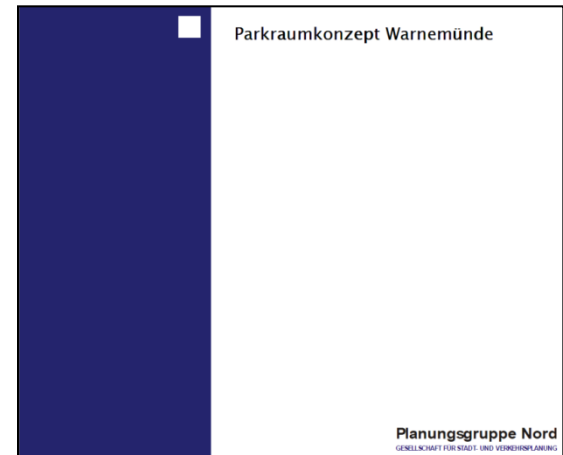 Parkraumkonzept Warnemünde
Planungsgruppe Nord
GESELLSCHAFT FÜR STADT- UND VERKEHRSPLANUNG